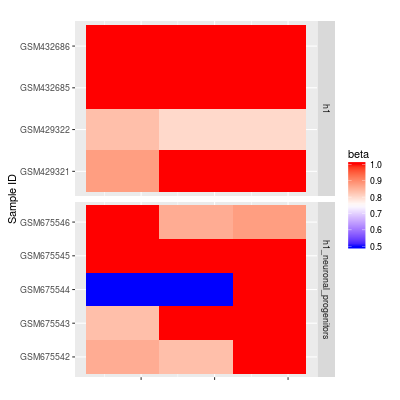 Sample ID
GSM432686
GSM432685
GSM429322
GSM429321
h1
GSM675546
GSM675545
GSM675544
GSM675543
GSM675542
h1_neuronal_progenitors
beta
1.0
0.9
0.8
0.7
0.6
0.5